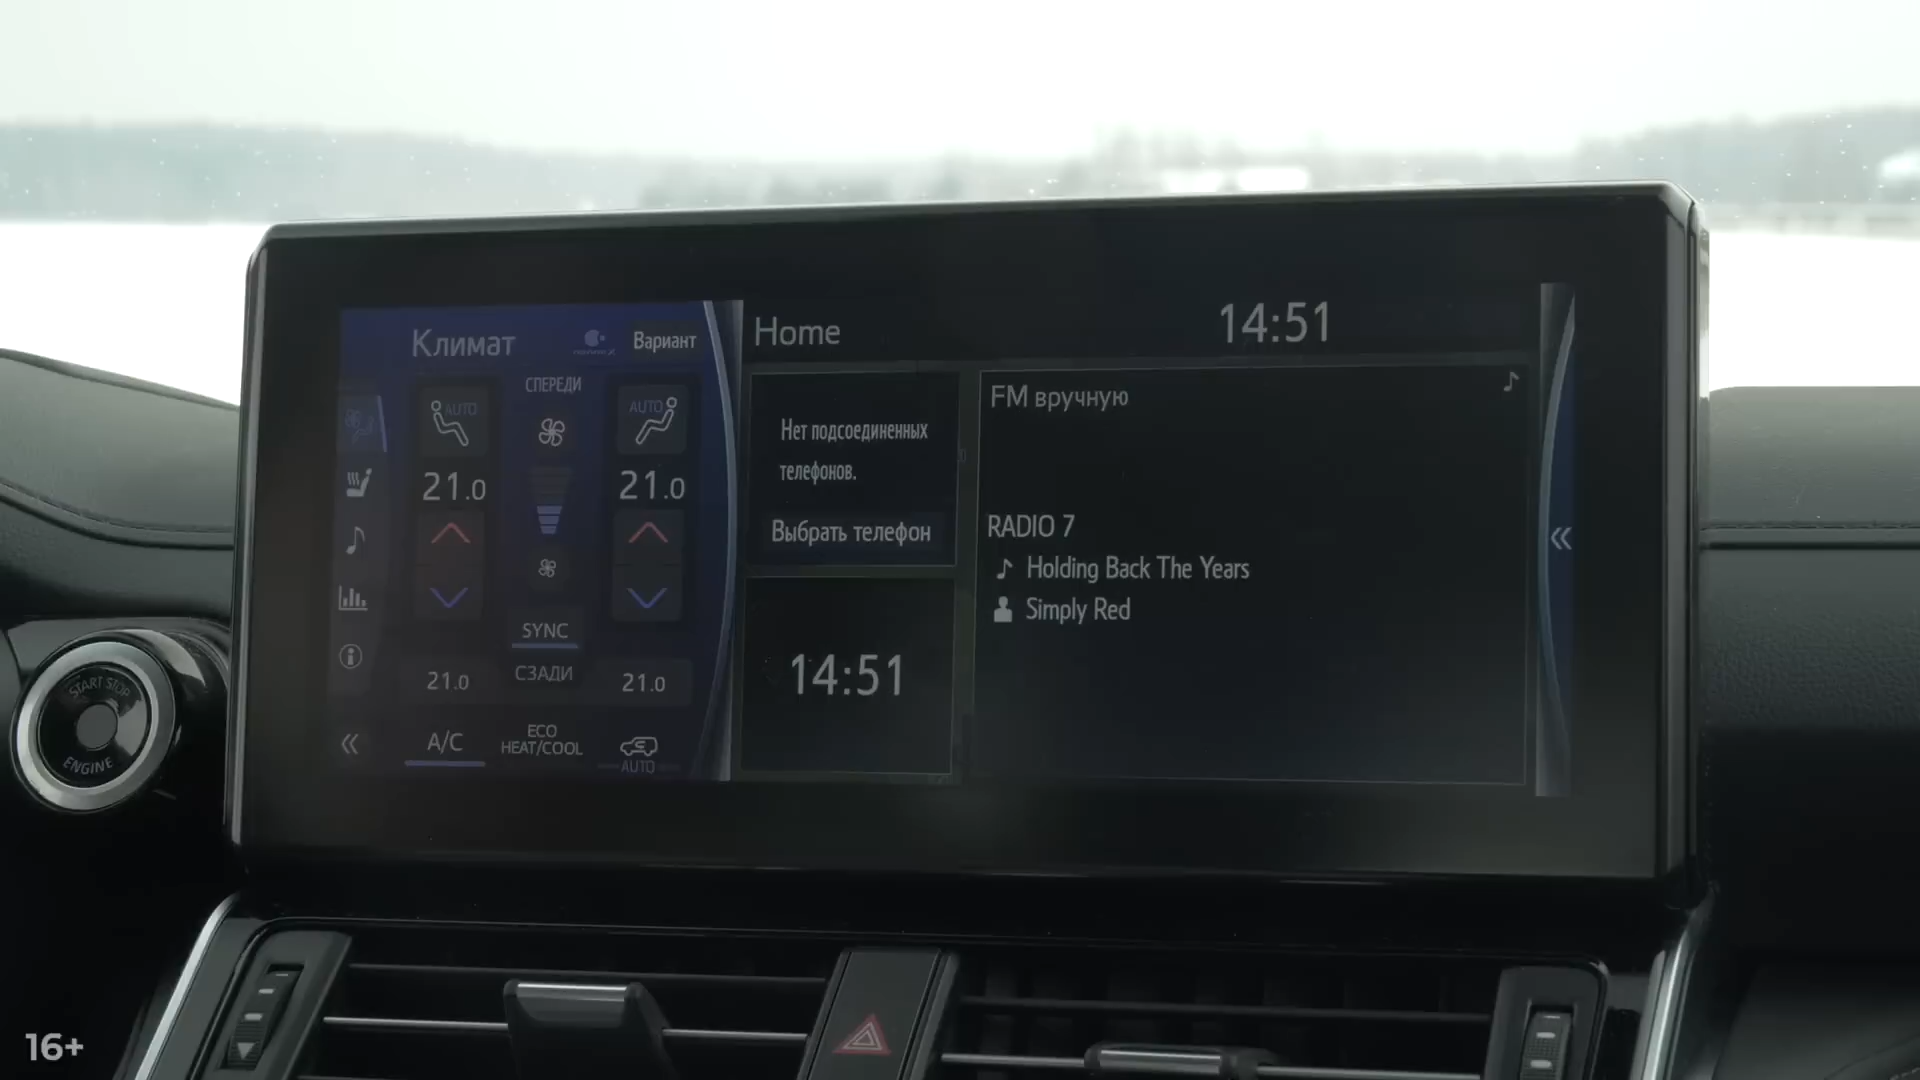 Климат
Вариант
Home
14:51
СПЕРЕДИ
AUTO
AUTO
21.0
21.0
SYNC
СЗАДИ
21.0
21.0
A/C
ECO
HEAT/COOL
AUTO
Нет подсоединенных
телефонов.
Выбрать телефон
14:51
FM вручную
RADIO 7
Holding Back The Years
Simply Red
START STOP
ENGINE
16+